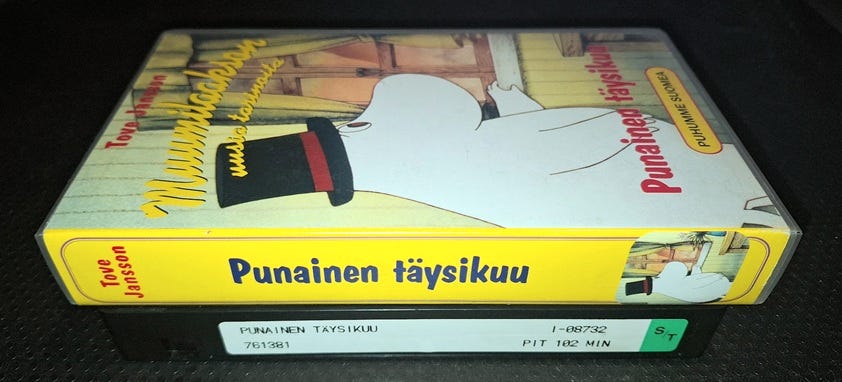 Tove Jansson
Muumilaakson
uusia tarinoita
Punainen täysikuu
PUHUMME SUOMEA
Tove
Jansson
Punainen täysikuu
PUNAINEN TÄYSIKUU I-08732
761381 PIT 102 MIN
S/T